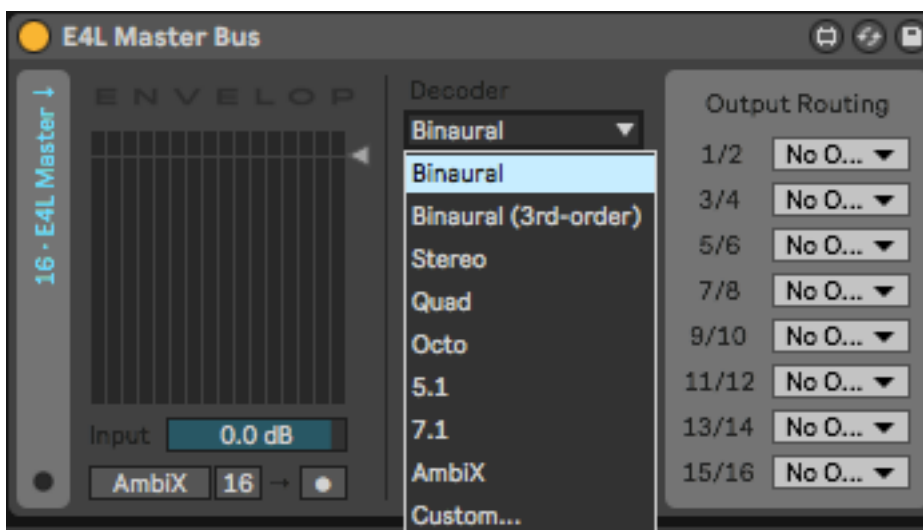 E4L Master Bus
16 · E4L Master ↓
ENVELOP
Input 0.0 dB
AmbiX 16 →
Decoder
Binaural
Binaural
Binaural (3rd-order)
Stereo
Quad
Octo
5.1
7.1
AmbiX
Custom...
Output Routing
1/2 No O...
3/4 No O...
5/6 No O...
7/8 No O...
9/10 No O...
11/12 No O...
13/14 No O...
15/16 No O...